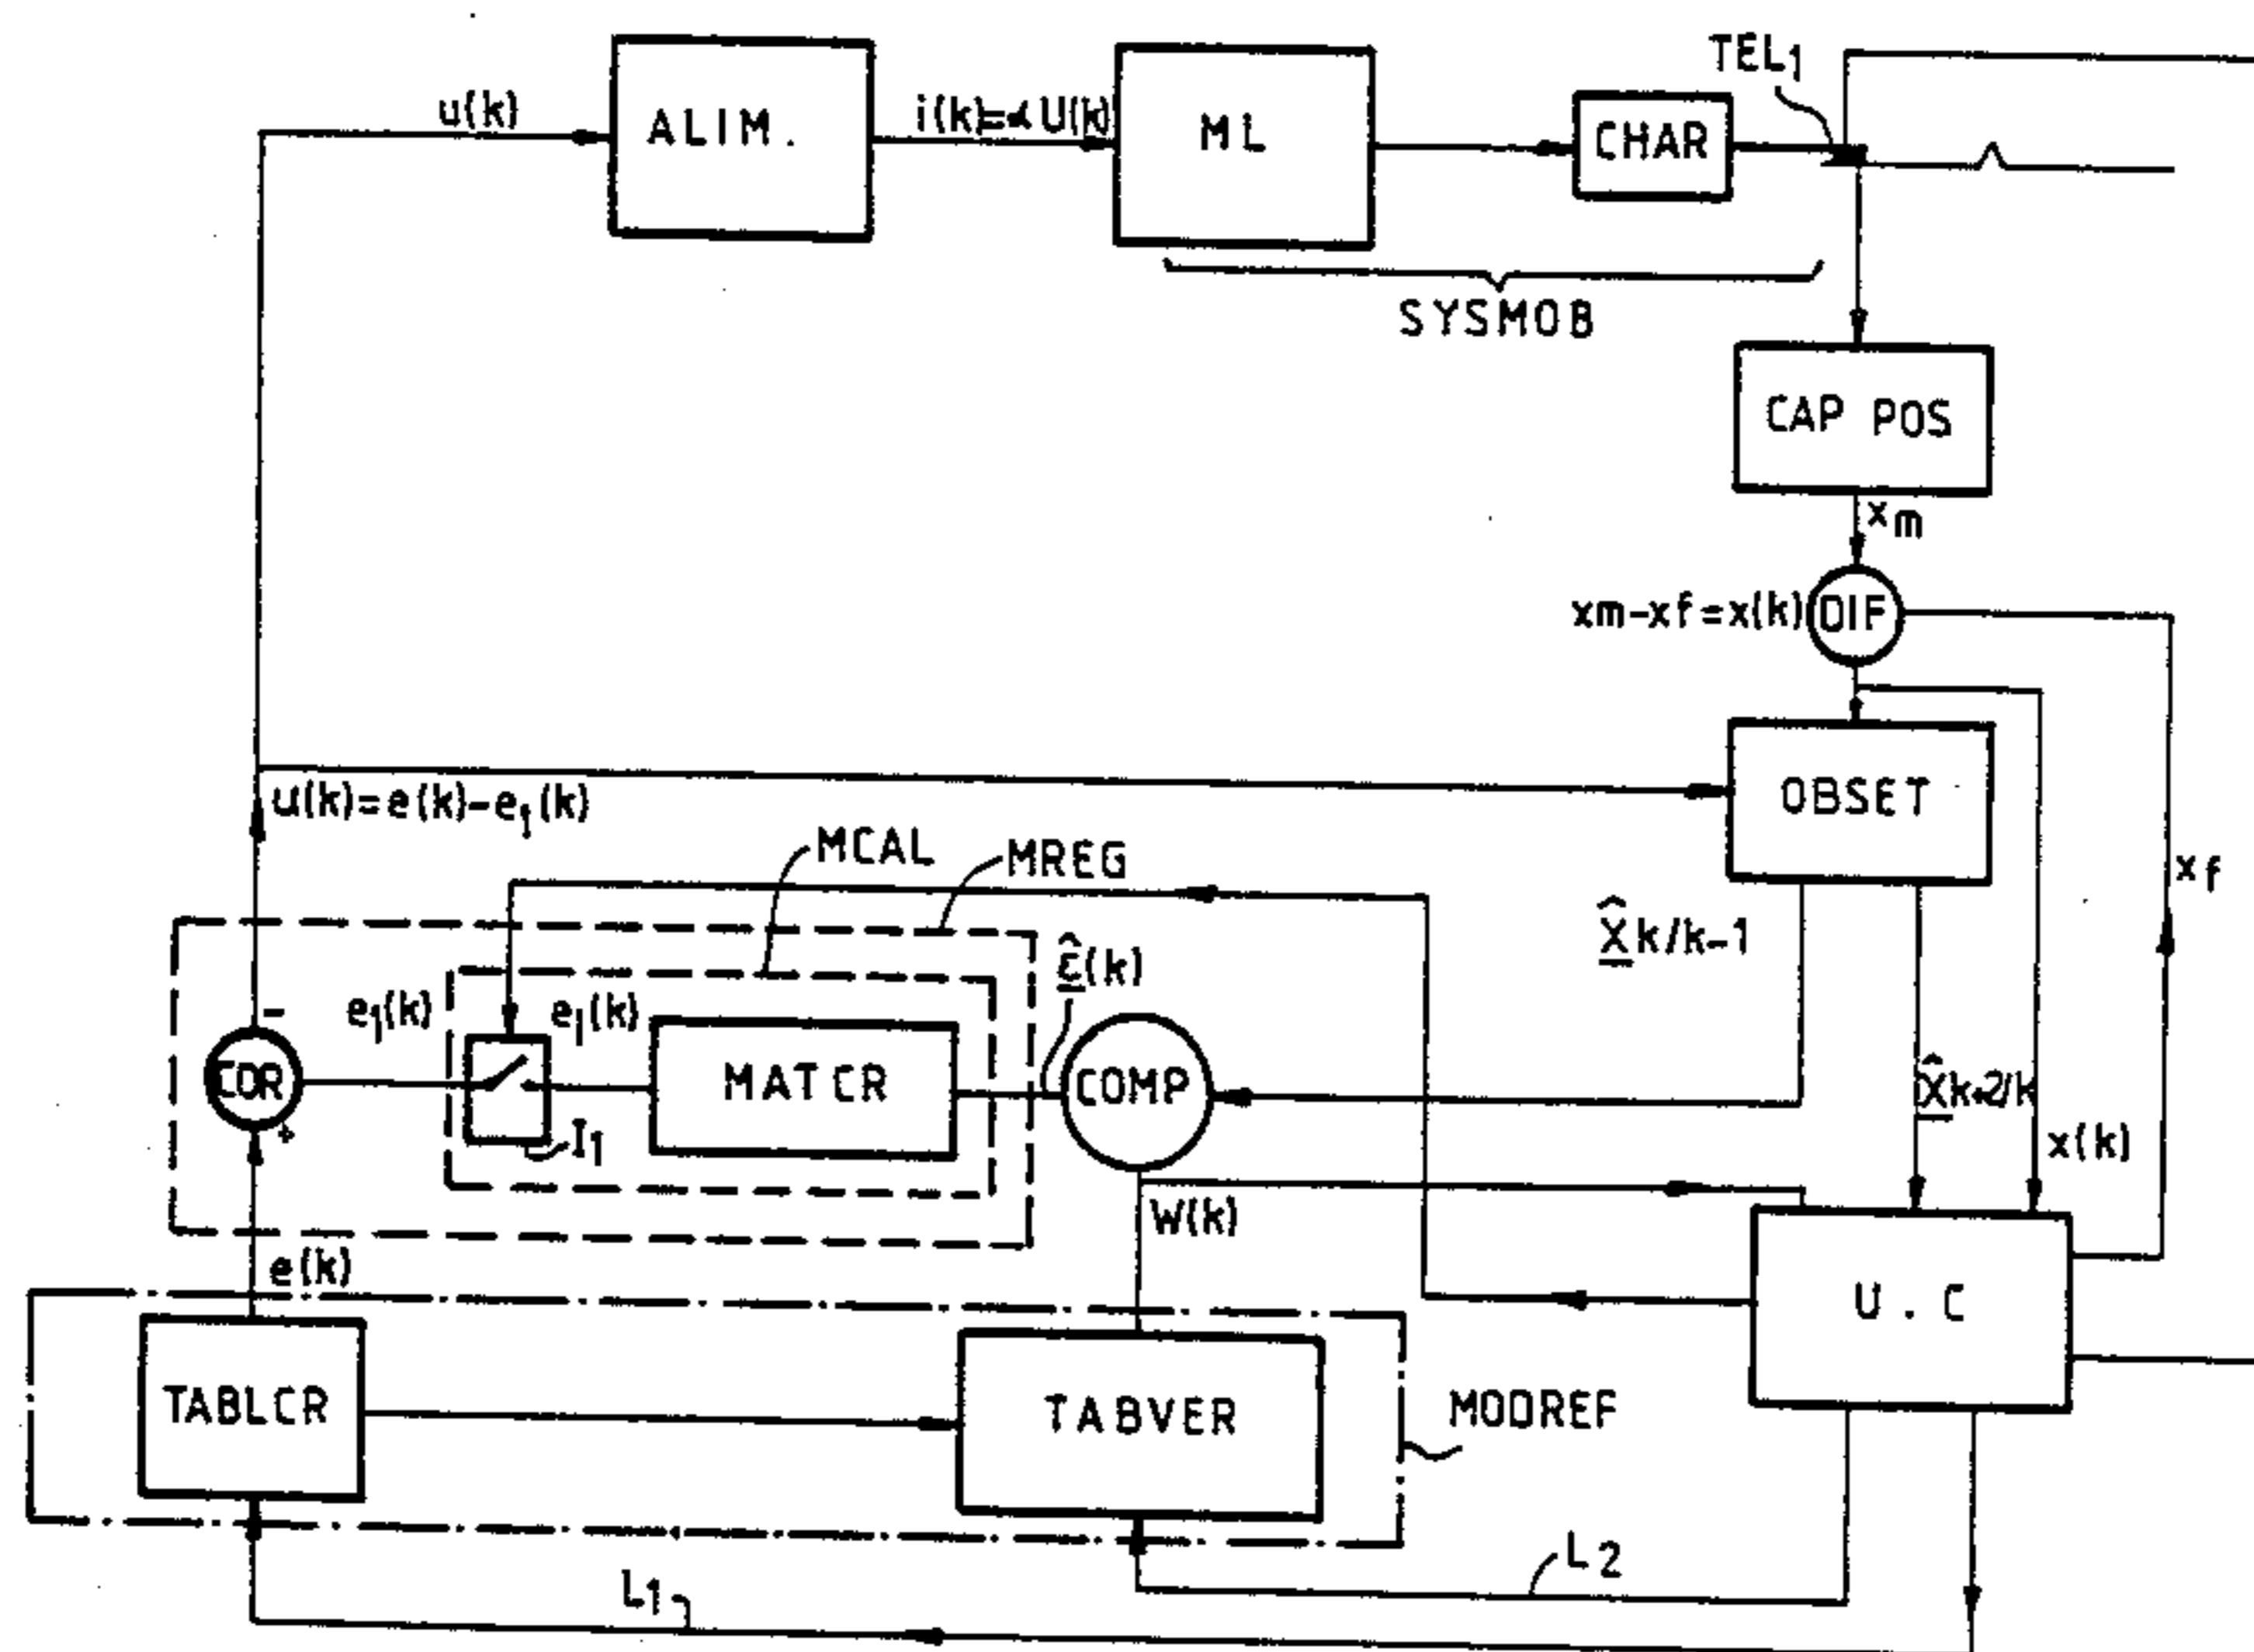 TEL1
u(k)
ALIM.
i(k)=∝U(k)
ML
CHAR
SYSMOB
CAP POS
xm
xm-xf=x(k)
DIF
OBSET
u(k)=e(k)-e1(k)
MCAL
MREG
xf
X̂k/k-1
ε̂(k)
e1(k)
e1(k)
-
COR
+
MATCR
COMP
X̂k+2/k
I1
x(k)
W(k)
e(k)
U.C
TABLCR
TABVER
MODREF
L2
L1